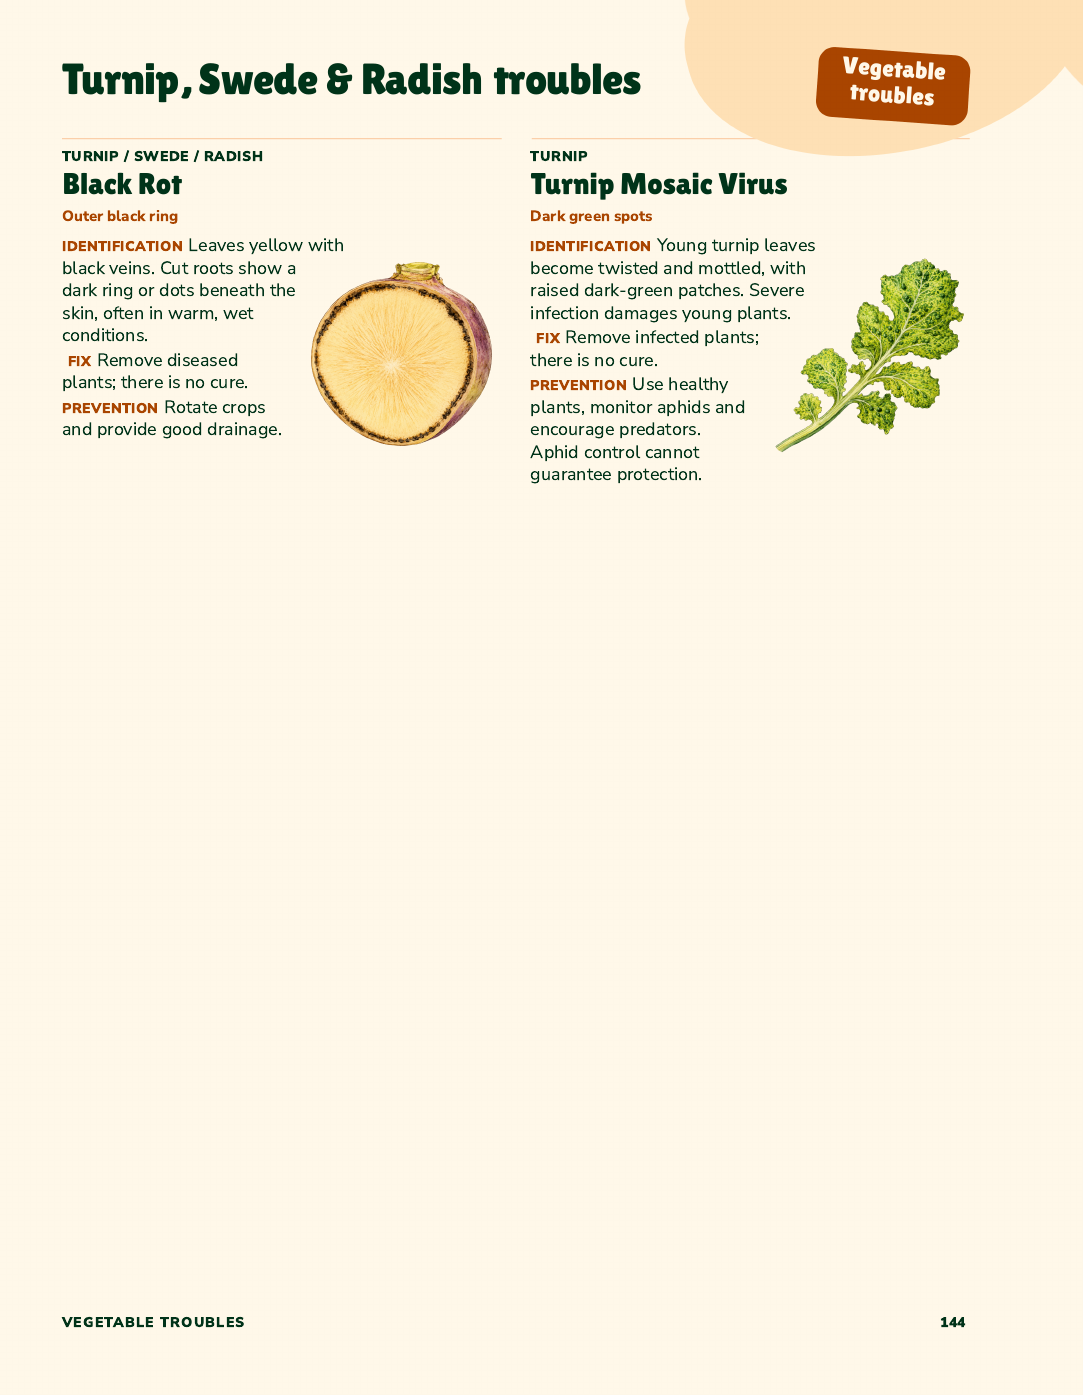 Turnip, Swede & Radish troubles
Vegetable
troubles
TURNIP / SWEDE / RADISH
Black Rot
Outer black ring
IDENTIFICATION Leaves yellow with
black veins. Cut roots show a
dark ring or dots beneath the
skin, often in warm, wet
conditions.
FIX Remove diseased
plants; there is no cure.
PREVENTION Rotate crops
and provide good drainage.
TURNIP
Turnip Mosaic Virus
Dark green spots
IDENTIFICATION Young turnip leaves
become twisted and mottled, with
raised dark-green patches. Severe
infection damages young plants.
FIX Remove infected plants;
there is no cure.
PREVENTION Use healthy
plants, monitor aphids and
encourage predators.
Aphid control cannot
guarantee protection.
VEGETABLE TROUBLES
144